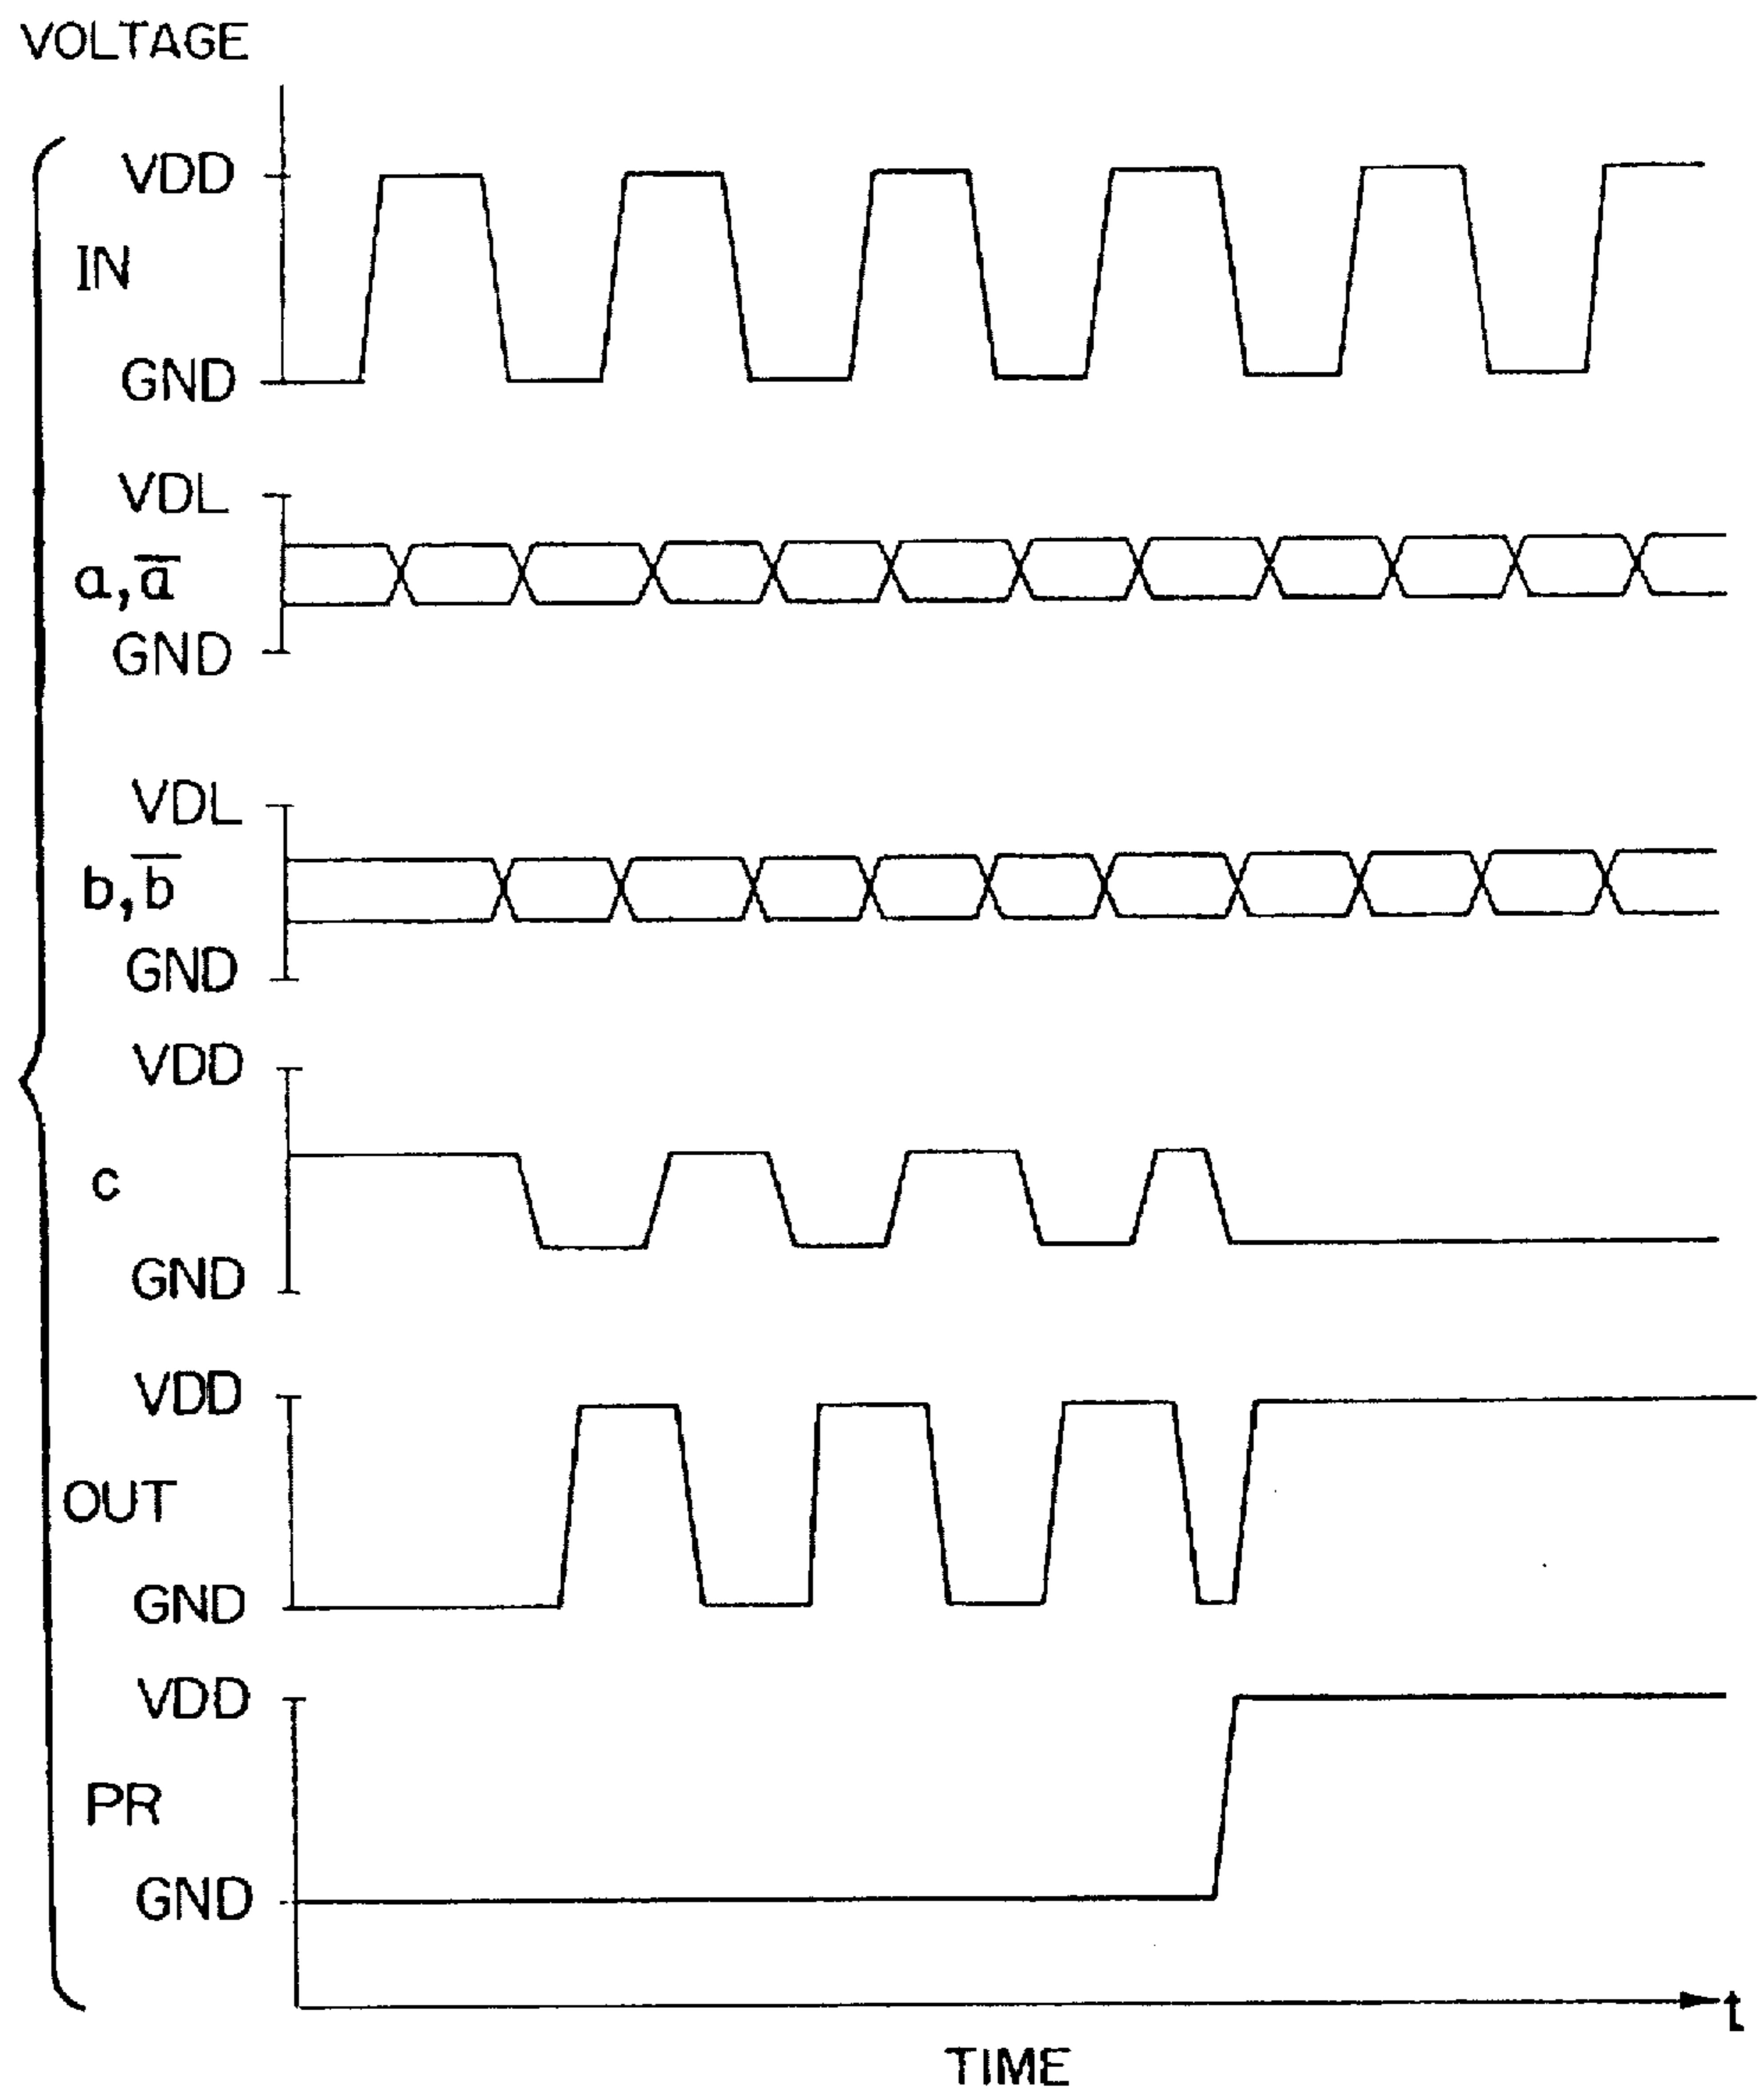 VOLTAGE
VDD
IN
GND
VDL
a, a̅
GND
VDL
b, b̅
GND
VDD
c
GND
VDD
OUT
GND
VDD
PR
GND
t
TIME